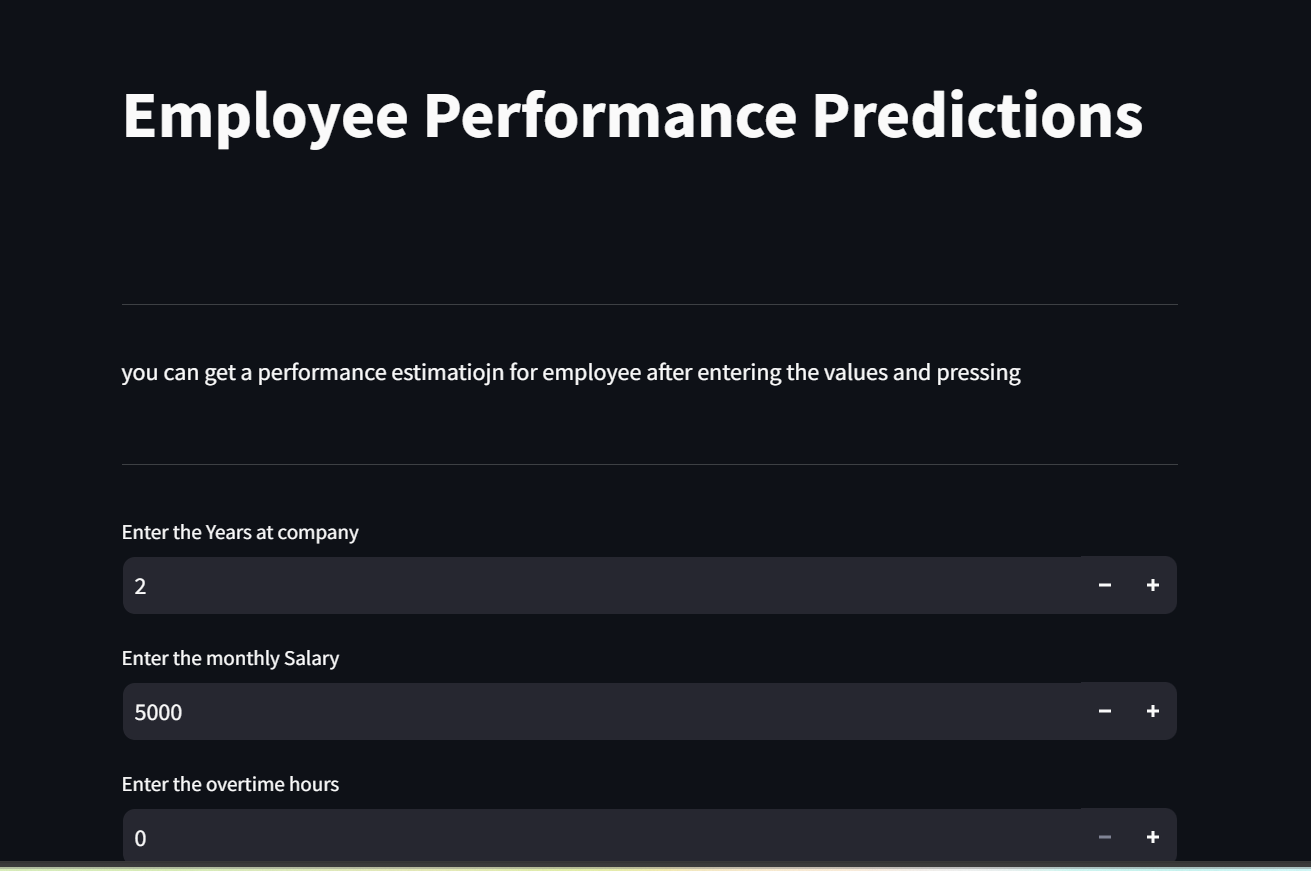 Employee Performance Predictions
you can get a performance estimatiojn for employee after entering the values and pressing
Enter the Years at company
2
Enter the monthly Salary
5000
Enter the overtime hours
0